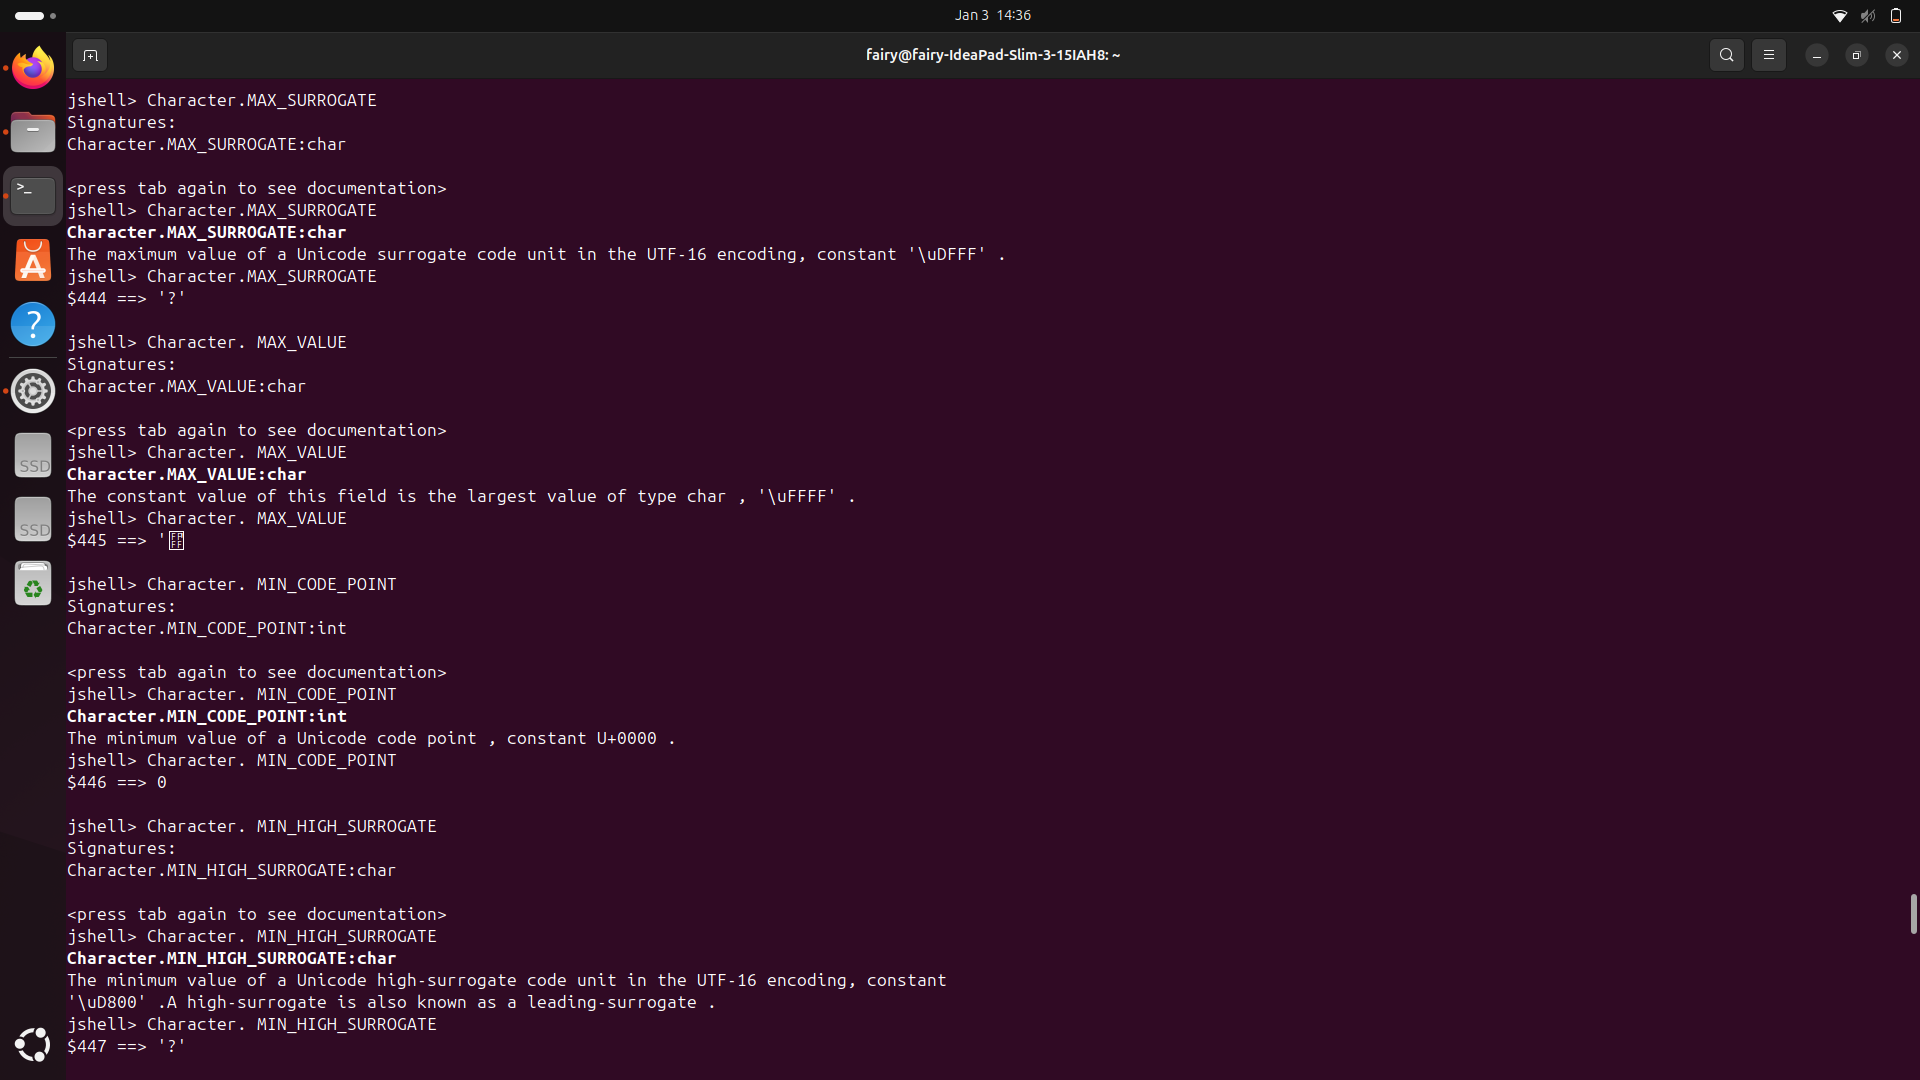 Jan 3 14:36
fairy@fairy-IdeaPad-Slim-3-15IAH8: ~
jshell> Character.MAX_SURROGATE
Signatures:
Character.MAX_SURROGATE:char
<press tab again to see documentation>
jshell> Character.MAX_SURROGATE
Character.MAX_SURROGATE:char
The maximum value of a Unicode surrogate code unit in the UTF-16 encoding, constant '\uDFFF' .
jshell> Character.MAX_SURROGATE
$444 ==> '?'
jshell> Character. MAX_VALUE
Signatures:
Character.MAX_VALUE:char
<press tab again to see documentation>
jshell> Character. MAX_VALUE
Character.MAX_VALUE:char
The constant value of this field is the largest value of type char , '\uFFFF' .
jshell> Character. MAX_VALUE
$445 ==> '
jshell> Character. MIN_CODE_POINT
Signatures:
Character.MIN_CODE_POINT:int
<press tab again to see documentation>
jshell> Character. MIN_CODE_POINT
Character.MIN_CODE_POINT:int
The minimum value of a Unicode code point , constant U+0000 .
jshell> Character. MIN_CODE_POINT
$446 ==> 0
jshell> Character. MIN_HIGH_SURROGATE
Signatures:
Character.MIN_HIGH_SURROGATE:char
<press tab again to see documentation>
jshell> Character. MIN_HIGH_SURROGATE
Character.MIN_HIGH_SURROGATE:char
The minimum value of a Unicode high-surrogate code unit in the UTF-16 encoding, constant
'\uD800' .A high-surrogate is also known as a leading-surrogate .
jshell> Character. MIN_HIGH_SURROGATE
$447 ==> '?'
>_
A
?
SSD
SSD